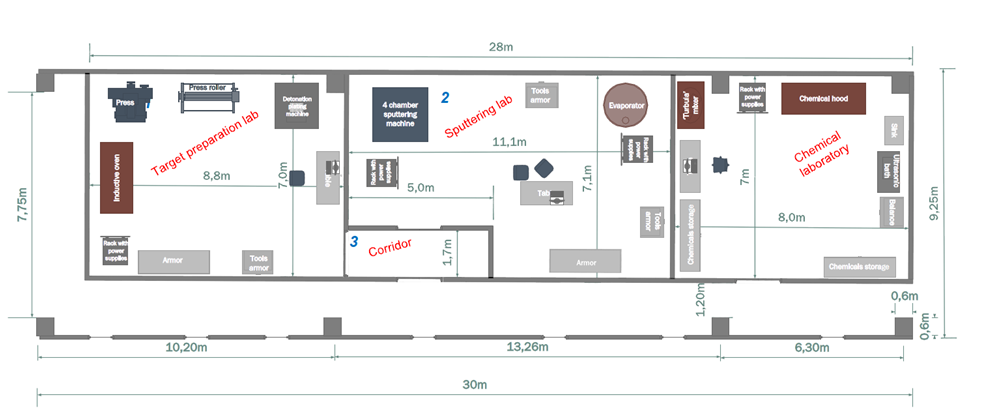 28m
Press
Press roller
Detonation
machine
Target preparation lab
Inductive oven
8,8m
7,0m
Rack with
power
supplies
Armor
Tools
armor
4 chamber
sputtering
machine
2
Sputtering lab
Tools
armor
Evaporator
11,1m
Rack with
power
supplies
Rack with
power
supplies
5,0m
Tab
7,1m
Tools
armor
Armor
3
Corridor
1,7m
"Turbula"
mixer
Rack with
power
supplies
Chemical hood
Chemical
laboratory
Sink
Ultrasonic
bath
Balance
7m
8,0m
Chemicals storage
Chemicals storage
7,75m
9,25m
1,20m
0,6m
0,6m
10,20m
13,26m
6,30m
30m